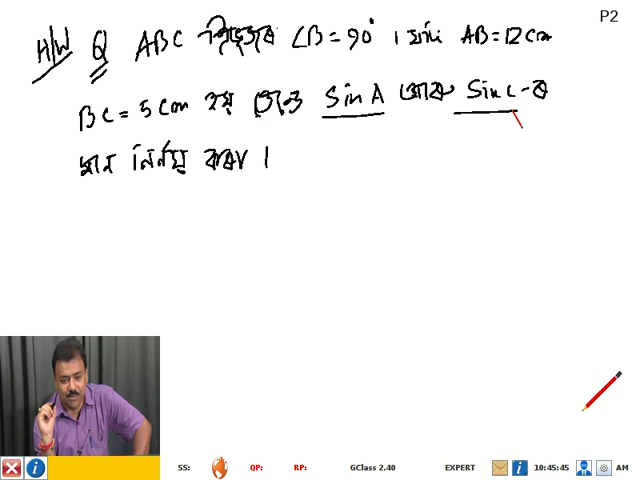 P2
H/W Q ABC ত্রিভুজের ∠B = 90° । যদি AB = 12 cm
BC = 5 cm হয় তবে Sin A এবং Sin C-র
মান নির্ণয় কর ।
SS: QP: RP: GClass 2.40 EXPERT 10:45:45 AM